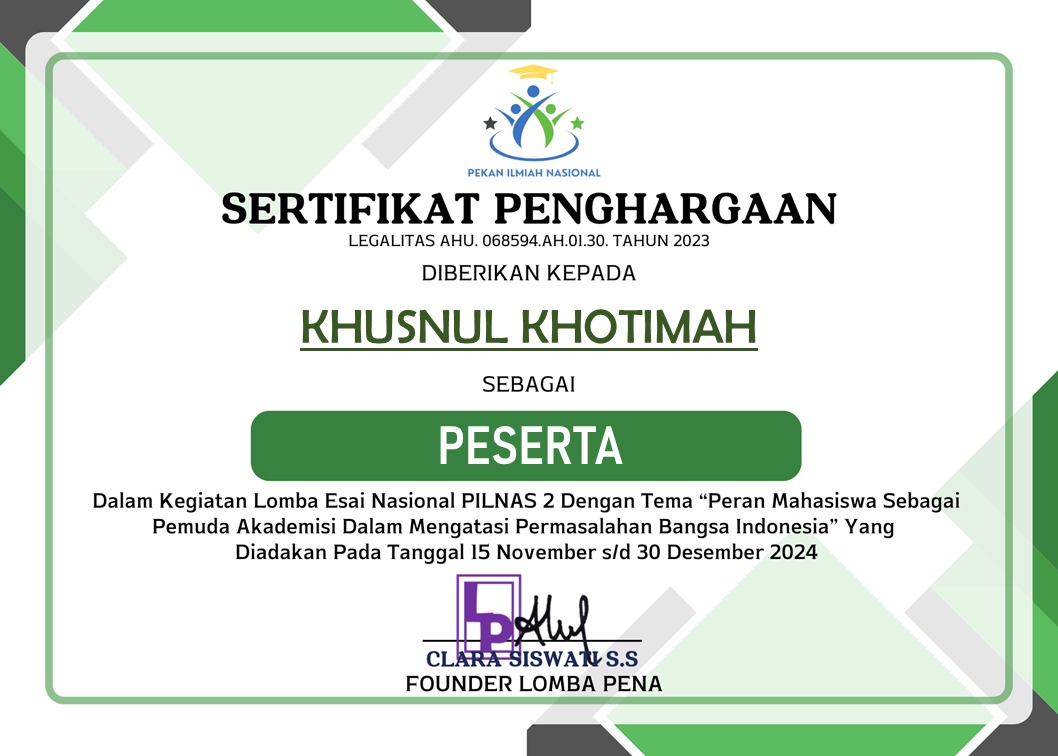 PEKAN ILMIAH NASIONAL
SERTIFIKAT PENGHARGAAN
LEGALITAS AHU. 068594.AH.01.30. TAHUN 2023
DIBERIKAN KEPADA
KHUSNUL KHOTIMAH
SEBAGAI
PESERTA
Dalam Kegiatan Lomba Esai Nasional PILNAS 2 Dengan Tema “Peran Mahasiswa Sebagai
Pemuda Akademisi Dalam Mengatasi Permasalahan Bangsa Indonesia” Yang
Diadakan Pada Tanggal 15 November s/d 30 Desember 2024
LP
CLARA SISWATI S.S
FOUNDER LOMBA PENA